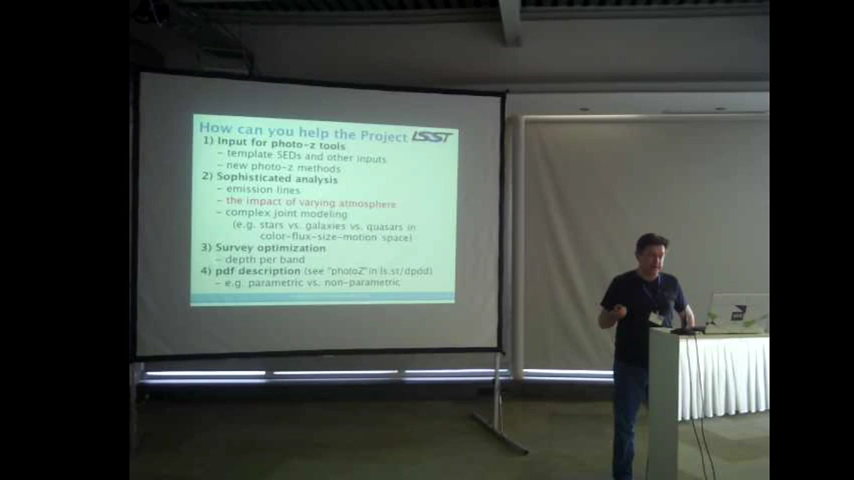 How can you help the Project LSST
1) Input for photo-z tools
- template SEDs and other inputs
- new photo-z methods
2) Sophisticated analysis
- emission lines
- the impact of varying atmosphere
- complex joint modeling
(e.g. stars vs. galaxies vs. quasars in
color-flux-size-motion space)
3) Survey optimization
- depth per band
4) pdf description (see "photoZ" in ls.st/dpdd)
- e.g parametric vs. non-parametric